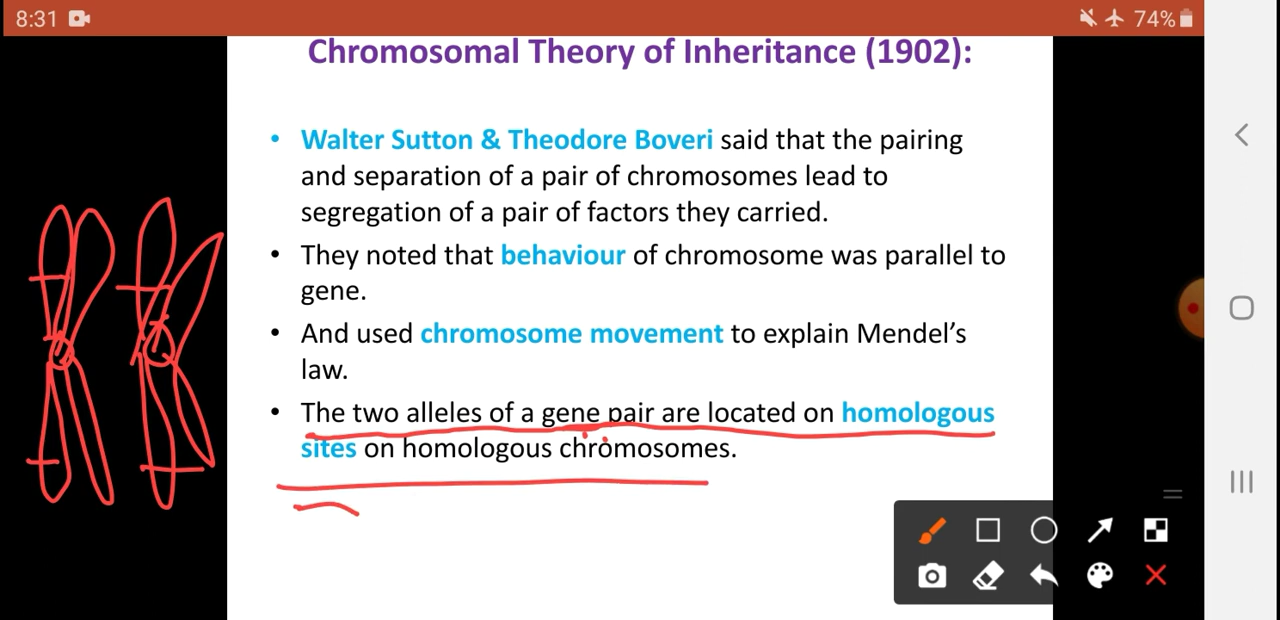 8:31
74%
Chromosomal Theory of Inheritance (1902):
• Walter Sutton & Theodore Boveri said that the pairing
and separation of a pair of chromosomes lead to
segregation of a pair of factors they carried.
• They noted that behaviour of chromosome was parallel to
gene.
• And used chromosome movement to explain Mendel's
law.
• The two alleles of a gene pair are located on homologous
sites on homologous chromosomes.